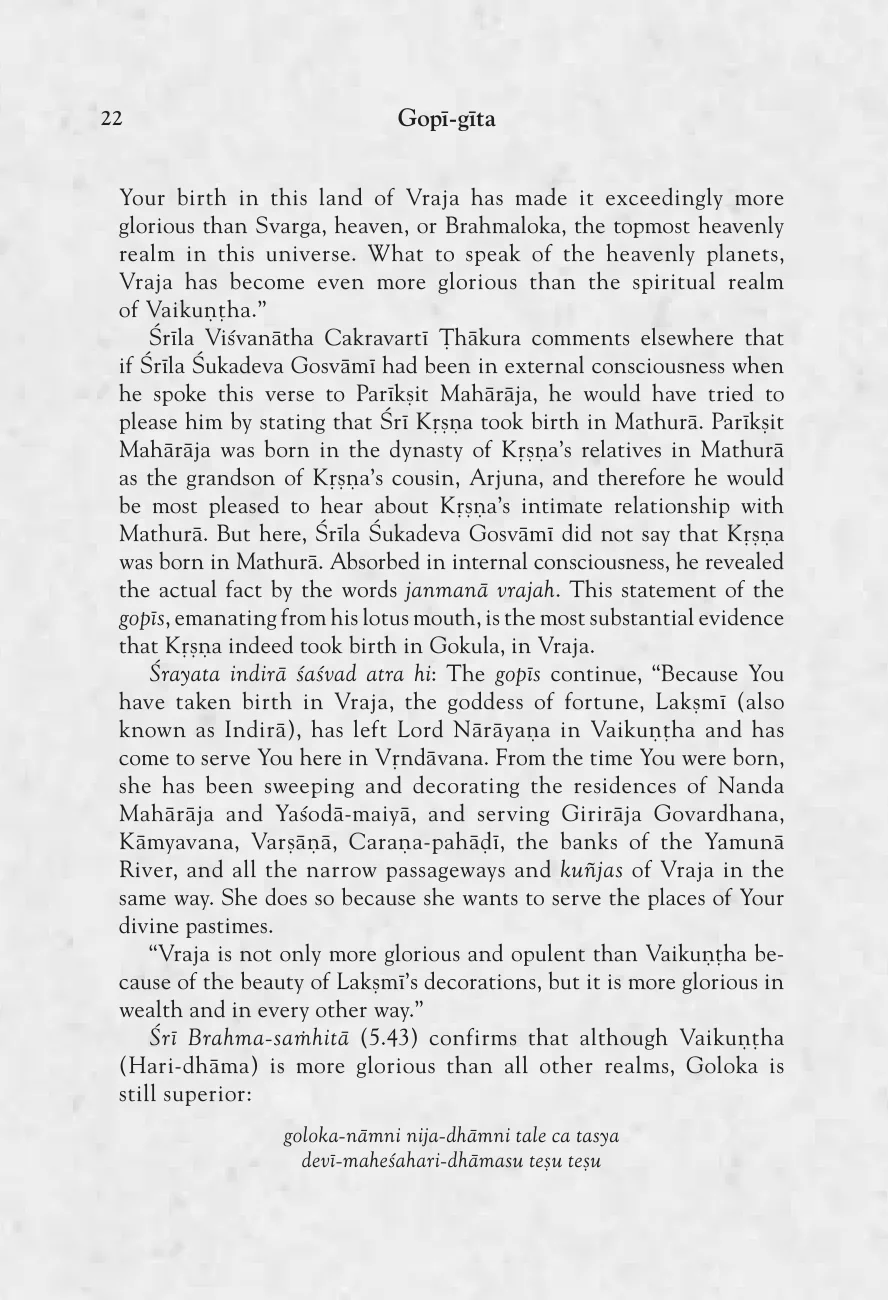 22
Gopī-gīta
Your birth in this land of Vraja has made it exceedingly more
glorious than Svarga, heaven, or Brahmaloka, the topmost heavenly
realm in this universe. What to speak of the heavenly planets,
Vraja has become even more glorious than the spiritual realm
of Vaikuṇṭha.”
Śrīla Viśvanātha Cakravartī Ṭhākura comments elsewhere that
if Śrīla Śukadeva Gosvāmī had been in external consciousness when
he spoke this verse to Parīkṣit Mahārāja, he would have tried to
please him by stating that Śrī Kṛṣṇa took birth in Mathurā. Parīkṣit
Mahārāja was born in the dynasty of Kṛṣṇa’s relatives in Mathurā
as the grandson of Kṛṣṇa’s cousin, Arjuna, and therefore he would
be most pleased to hear about Kṛṣṇa’s intimate relationship with
Mathurā. But here, Śrīla Śukadeva Gosvāmī did not say that Kṛṣṇa
was born in Mathurā. Absorbed in internal consciousness, he revealed
the actual fact by the words janmanā vrajah. This statement of the
gopīs, emanating from his lotus mouth, is the most substantial evidence
that Kṛṣṇa indeed took birth in Gokula, in Vraja.
Śrayata indirā śaśvad atra hi: The gopīs continue, “Because You
have taken birth in Vraja, the goddess of fortune, Lakṣmī (also
known as Indirā), has left Lord Nārāyaṇa in Vaikuṇṭha and has
come to serve You here in Vṛndāvana. From the time You were born,
she has been sweeping and decorating the residences of Nanda
Mahārāja and Yaśodā-maiyā, and serving Girirāja Govardhana,
Kāmyavana, Varṣāṇā, Caraṇa-pahāḍī, the banks of the Yamunā
River, and all the narrow passageways and kuñjas of Vraja in the
same way. She does so because she wants to serve the places of Your
divine pastimes.
“Vraja is not only more glorious and opulent than Vaikuṇṭha be-
cause of the beauty of Lakṣmī’s decorations, but it is more glorious in
wealth and in every other way.”
Śrī Brahma-saṁhitā (5.43) confirms that although Vaikuṇṭha
(Hari-dhāma) is more glorious than all other realms, Goloka is
still superior:
goloka-nāmni nija-dhāmni tale ca tasya
devī-maheśahari-dhāmasu teṣu teṣu